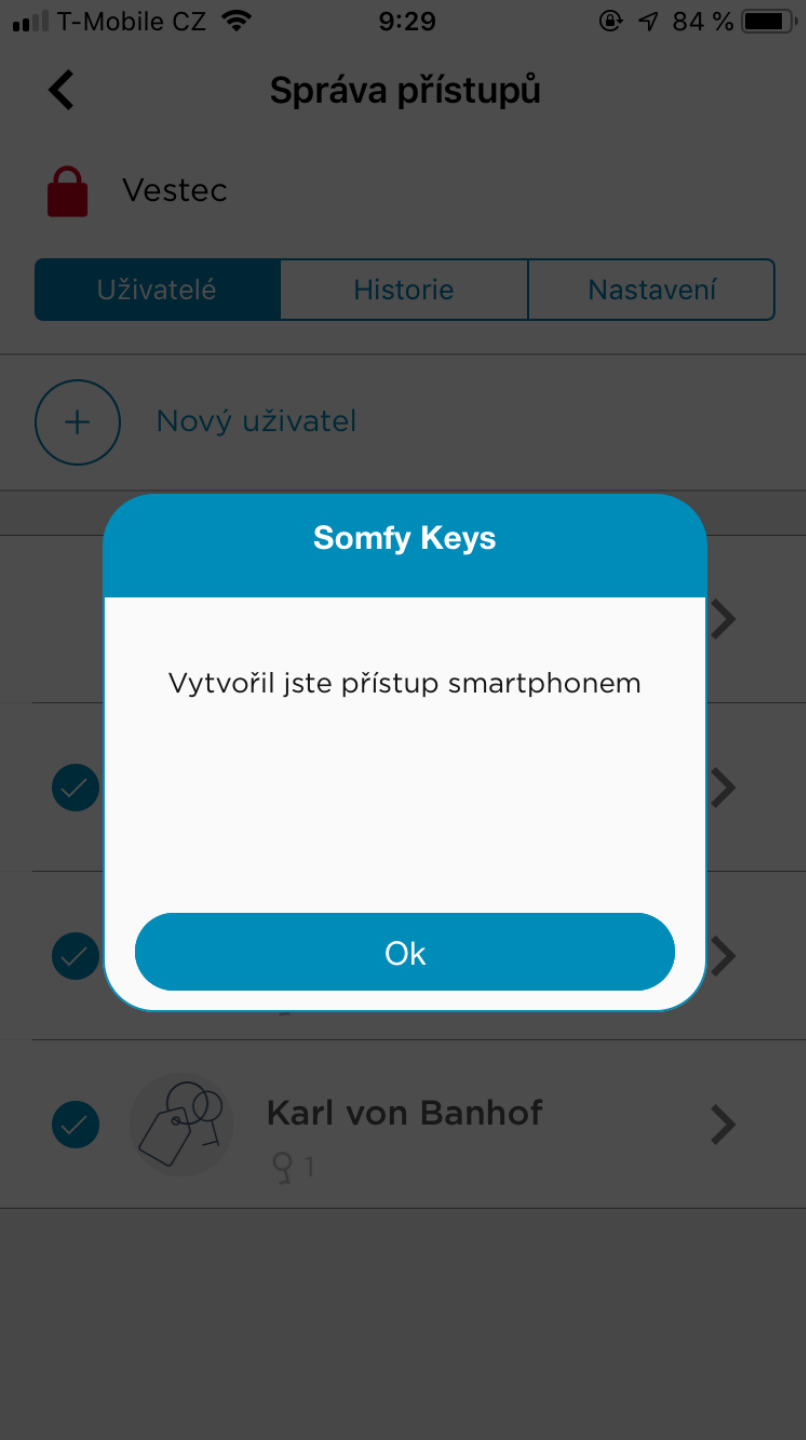 T-Mobile CZ 9:29 84 %
Správa přístupů
Vestec
Uživatelé Historie Nastavení
Nový uživatel
Somfy Keys
Vytvořil jste přístup smartphonem
Ok
Karl von Banhof
1